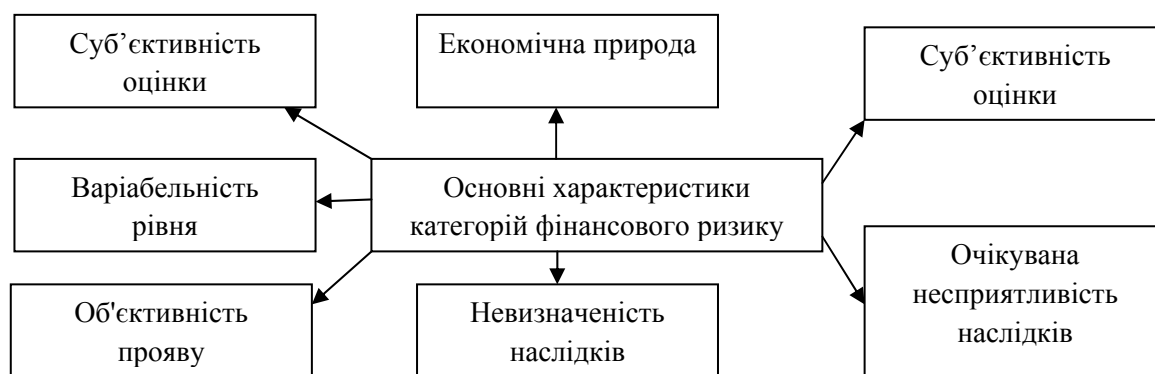 Суб’єктивність
оцінки
Економічна природа
Суб’єктивність
оцінки
Варіабельність
рівня
Основні характеристики
категорій фінансового ризику
Об'єктивність
прояву
Невизначеність
наслідків
Очікувана
несприятливість
наслідків